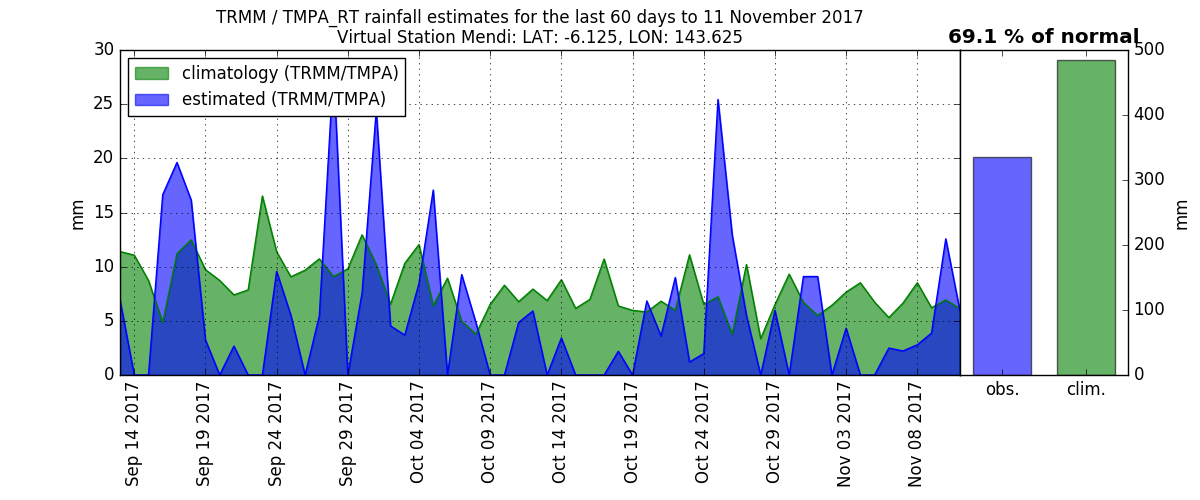 TRMM / TMPA_RT rainfall estimates for the last 60 days to 11 November 2017
Virtual Station Mendi: LAT: -6.125, LON: 143.625
69.1 % of normal
climatology (TRMM/TMPA)
estimated (TRMM/TMPA)
30
25
20
15
10
5
0
mm
Sep 14 2017
Sep 19 2017
Sep 24 2017
Sep 29 2017
Oct 04 2017
Oct 09 2017
Oct 14 2017
Oct 19 2017
Oct 24 2017
Oct 29 2017
Nov 03 2017
Nov 08 2017
obs.
clim.
500
400
300
200
100
0
mm